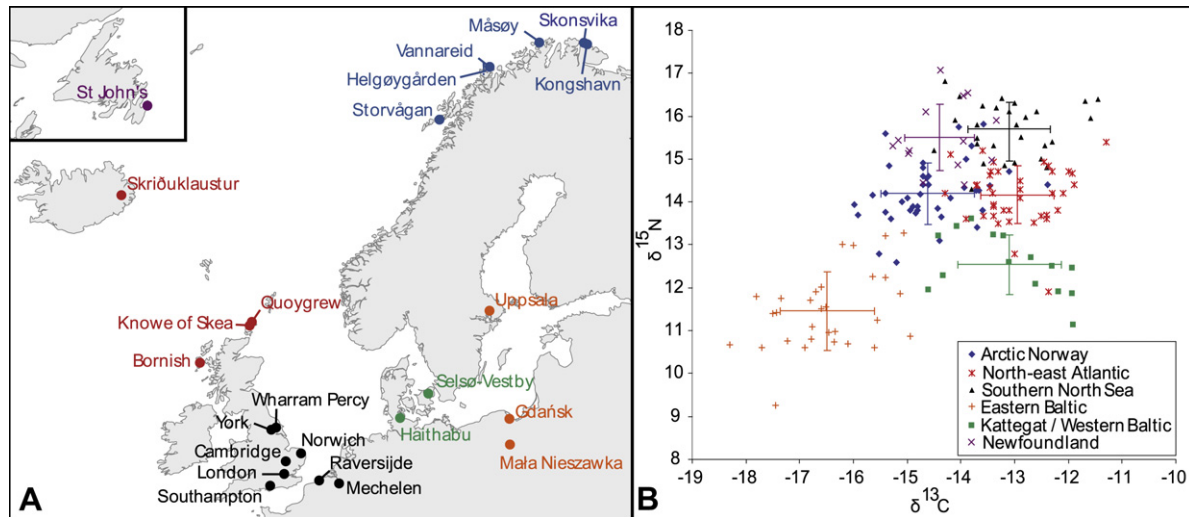 St John's
Måsøy
Skonsvika
Vannareid
Helgøygården
Kongshavn
Storvågan
Skriðuklaustur
Quoygrew
Knowe of Skea
Uppsala
Bornish
Selsø-Vestby
Wharram Percy
York
Norwich
Gdańsk
Haithabu
Cambridge
Raversijde
London
Mała Nieszawka
Southampton
Mechelen
A
18
17
16
15
14
13
12
11
10
9
8
δ15N
Arctic Norway
North-east Atlantic
Southern North Sea
Eastern Baltic
Kattegat / Western Baltic
Newfoundland
-19 -18 -17 -16 -15 -14 -13 -12 -11 -10
δ13C
B